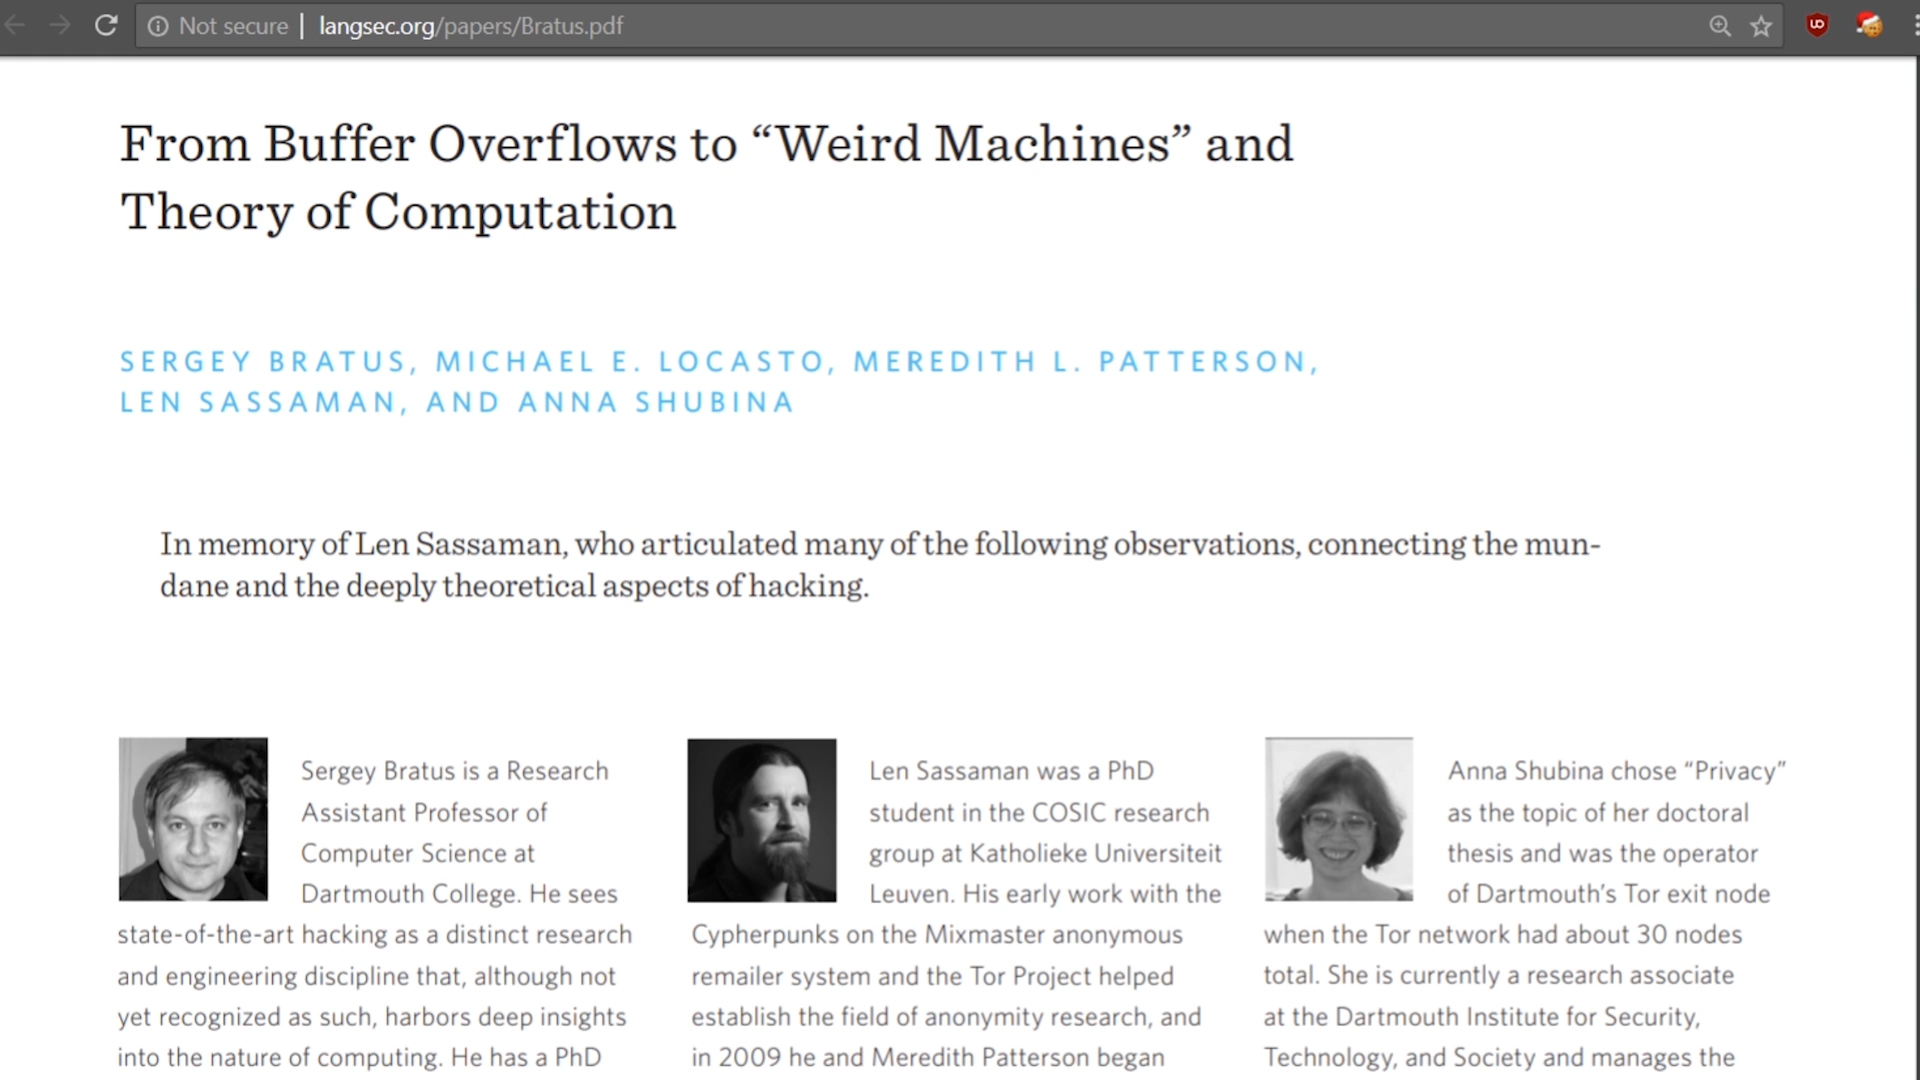 Not secure | langsec.org/papers/Bratus.pdf
From Buffer Overflows to “Weird Machines” and
Theory of Computation
SERGEY BRATUS, MICHAEL E. LOCASTO, MEREDITH L. PATTERSON,
LEN SASSAMAN, AND ANNA SHUBINA
In memory of Len Sassaman, who articulated many of the following observations, connecting the mun-
dane and the deeply theoretical aspects of hacking.
Sergey Bratus is a Research
Assistant Professor of
Computer Science at
Dartmouth College. He sees
state-of-the-art hacking as a distinct research
and engineering discipline that, although not
yet recognized as such, harbors deep insights
into the nature of computing. He has a PhD
Len Sassaman was a PhD
student in the COSIC research
group at Katholieke Universiteit
Leuven. His early work with the
Cypherpunks on the Mixmaster anonymous
remailer system and the Tor Project helped
establish the field of anonymity research, and
in 2009 he and Meredith Patterson began
Anna Shubina chose “Privacy”
as the topic of her doctoral
thesis and was the operator
of Dartmouth’s Tor exit node
when the Tor network had about 30 nodes
total. She is currently a research associate
at the Dartmouth Institute for Security,
Technology, and Society and manages the